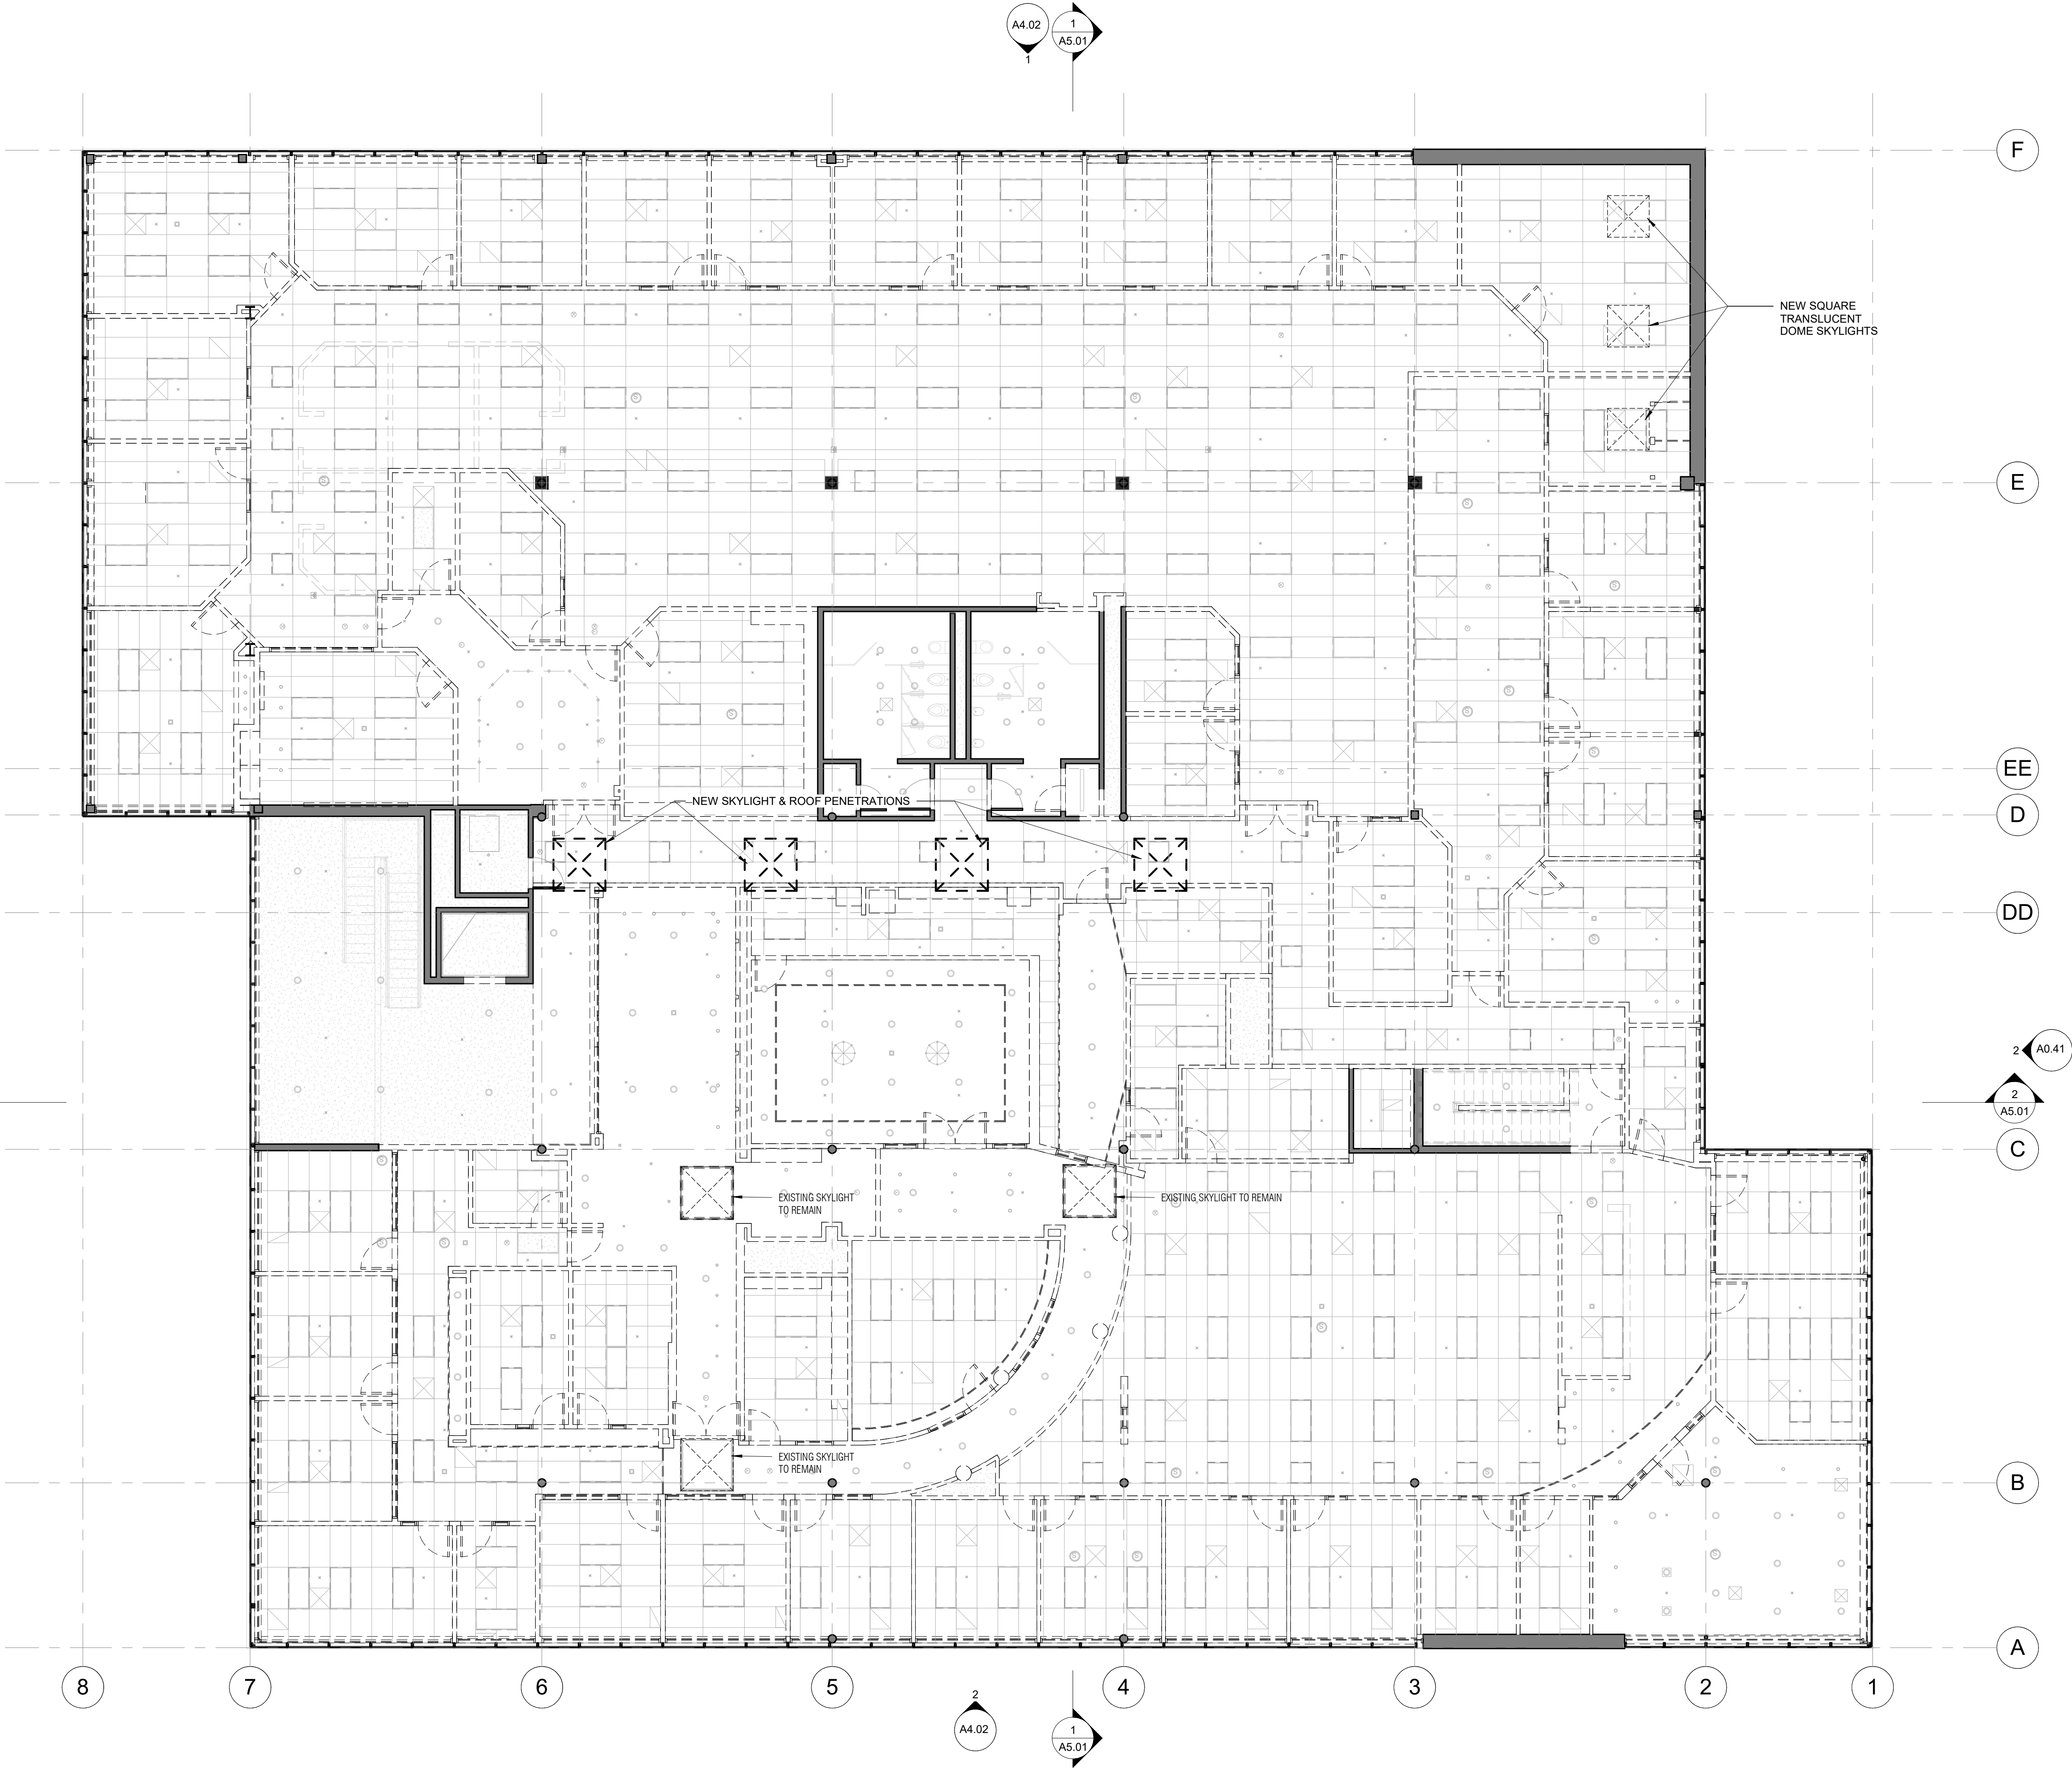 A4.02
1
1
A5.01
F
NEW SQUARE
TRANSLUCENT
DOME SKYLIGHTS
E
EE
NEW SKYLIGHT & ROOF PENETRATIONS
D
DD
2
A0.41
2
A5.01
C
EXISTING SKYLIGHT
TO REMAIN
EXISTING SKYLIGHT TO REMAIN
EXISTING SKYLIGHT
TO REMAIN
B
A
8
7
6
5
4
3
2
1
2
A4.02
1
A5.01